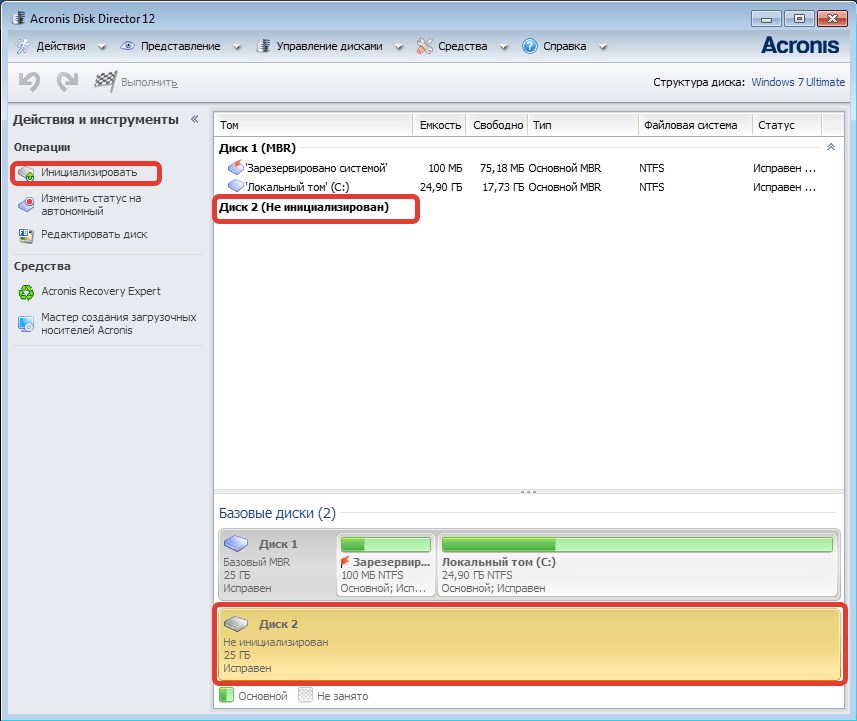 Acronis Disk Director 12
Действия Представление Управление дисками Средства Справка Acronis
Выполнить Структура диска: Windows 7 Ultimate
Действия и инструменты «
Операции
Инициализировать
Изменить статус на
автономный
Редактировать диск
Средства
Acronis Recovery Expert
Мастер создания загрузочных
носителей Acronis
Том Емкость Свободно Тип Файловая система Статус
Диск 1 (MBR)
'Зарезервировано системой' 100 МБ 75,18 МБ Основной MBR NTFS Исправен ...
'Локальный том' (C:) 24,90 ГБ 17,73 ГБ Основной MBR NTFS Исправен ...
Диск 2 (Не инициализирован)
Базовые диски (2)
Диск 1
Базовый MBR
25 ГБ
Исправен
Зарезервир...
100 МБ NTFS
Основной; Исп...
Локальный том (C:)
24,90 ГБ NTFS
Основной; Исправен
Диск 2
Не инициализирован
25 ГБ
Исправен
Основной Не занято